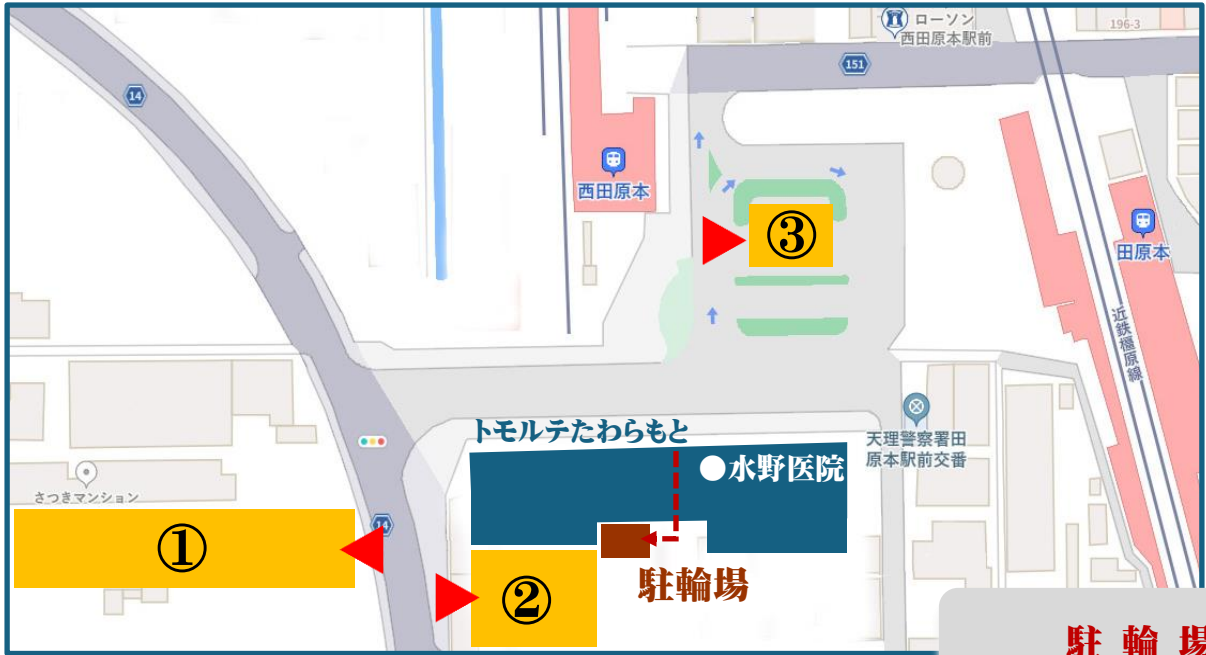 ローソン
西田原本駅前
196-3
151
14
西田原本
③
田原本
近鉄橿原線
トモルテたわらもと
●水野医院
天理警察署田
原本駅前交番
さつきマンション
14
①
②
駐輪場
駐輪場